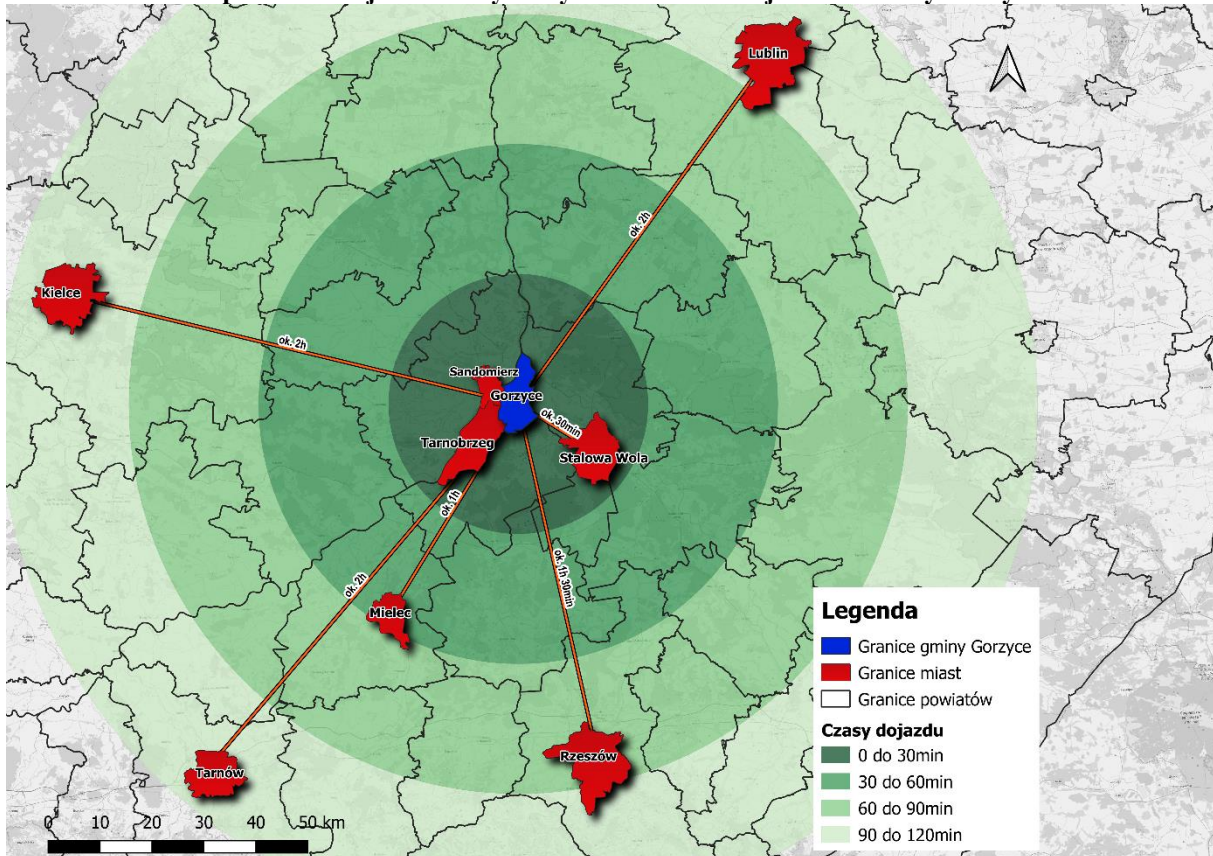 Lublin
ok. 2h
Kielce
ok. 2h
Sandomierz
Gorzyce
ok. 30min
Tarnobrzeg
Stalowa Wola
ok. 1h
ok. 1h 30min
ok. 2h
Mielec
Rzeszów
Tarnów
0 10 20 30 40 50 km
Legenda
Granice gminy Gorzyce
Granice miast
Granice powiatów
Czasy dojazdu
0 do 30min
30 do 60min
60 do 90min
90 do 120min